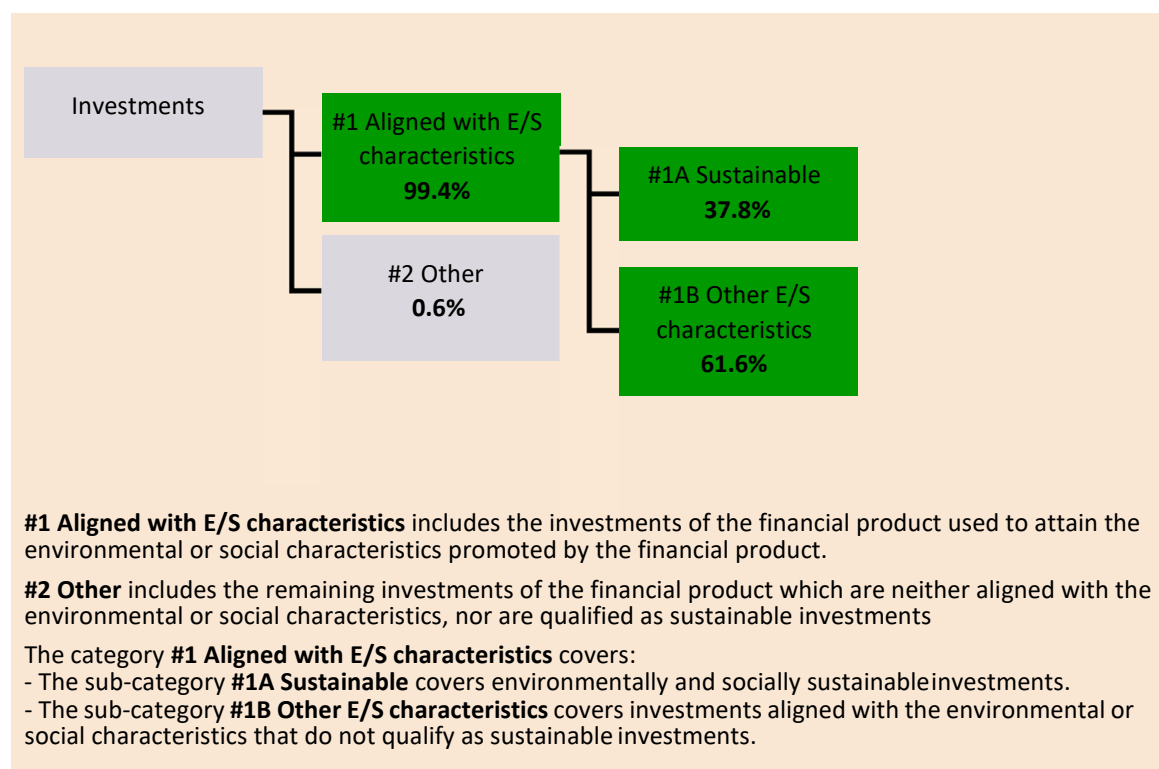 Investments
#1 Aligned with E/S
characteristics
99.4%
#2 Other
0.6%
#1A Sustainable
37.8%
#1B Other E/S
characteristics
61.6%
#1 Aligned with E/S characteristics includes the investments of the financial product used to attain the
environmental or social characteristics promoted by the financial product.
#2 Other includes the remaining investments of the financial product which are neither aligned with the
environmental or social characteristics, nor are qualified as sustainable investments
The category #1 Aligned with E/S characteristics covers:
- The sub-category #1A Sustainable covers environmentally and socially sustainable investments.
- The sub-category #1B Other E/S characteristics covers investments aligned with the environmental or
social characteristics that do not qualify as sustainable investments.